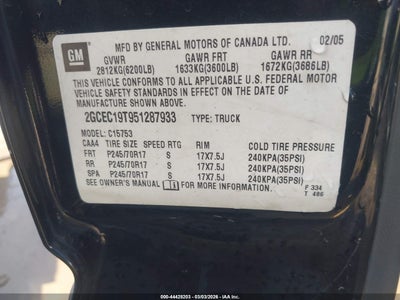 GM
MFD BY GENERAL MOTORS OF CANADA LTD. 02/05
GVWR GAWR FRT GAWR RR
2812KG(6200LB) 1633KG(3600LB) 1672KG(3686LB)
THIS VEHICLE CONFORMS TO ALL APPLICABLE U.S. FEDERAL MOTOR
VEHICLE SAFETY STANDARDS IN EFFECT ON THE DATE OF
MANUFACTURE SHOWN ABOVE.
2GCEC19T951287933 TYPE: TRUCK
MODEL: C15753
CAA4 TIRE SIZE SPEED RTG RIM COLD TIRE PRESSURE
FRT P245/70R17 S 17X7.5J 240KPA(35PSI)
RR P245/70R17 S 17X7.5J 240KPA(35PSI)
SPA P245/70R17 S 17X7.5J 240KPA(35PSI)
SEE OWNER'S MANUAL FOR ADDITIONAL INFORMATION.
F 334
T 486
IAA 000-44428203 - 03/03/2026 - IAA